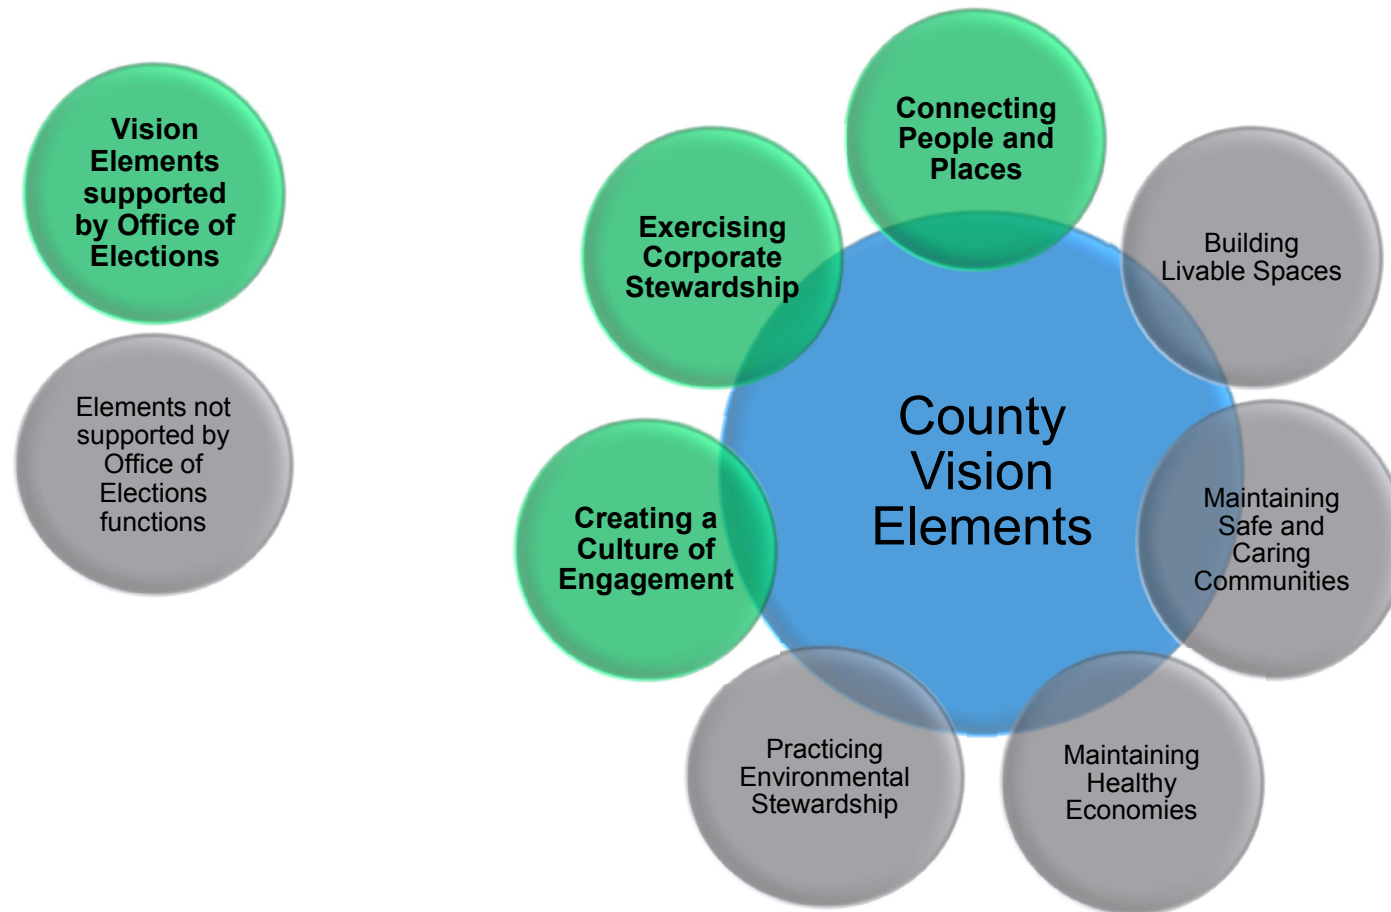 Vision
Elements
supported
by Office of
Elections
Elements not
supported by
Office of
Elections
functions
Connecting
People and
Places
Exercising
Corporate
Stewardship
Building
Livable Spaces
County
Vision
Elements
Creating a
Culture of
Engagement
Maintaining
Safe and
Caring
Communities
Practicing
Environmental
Stewardship
Maintaining
Healthy
Economies